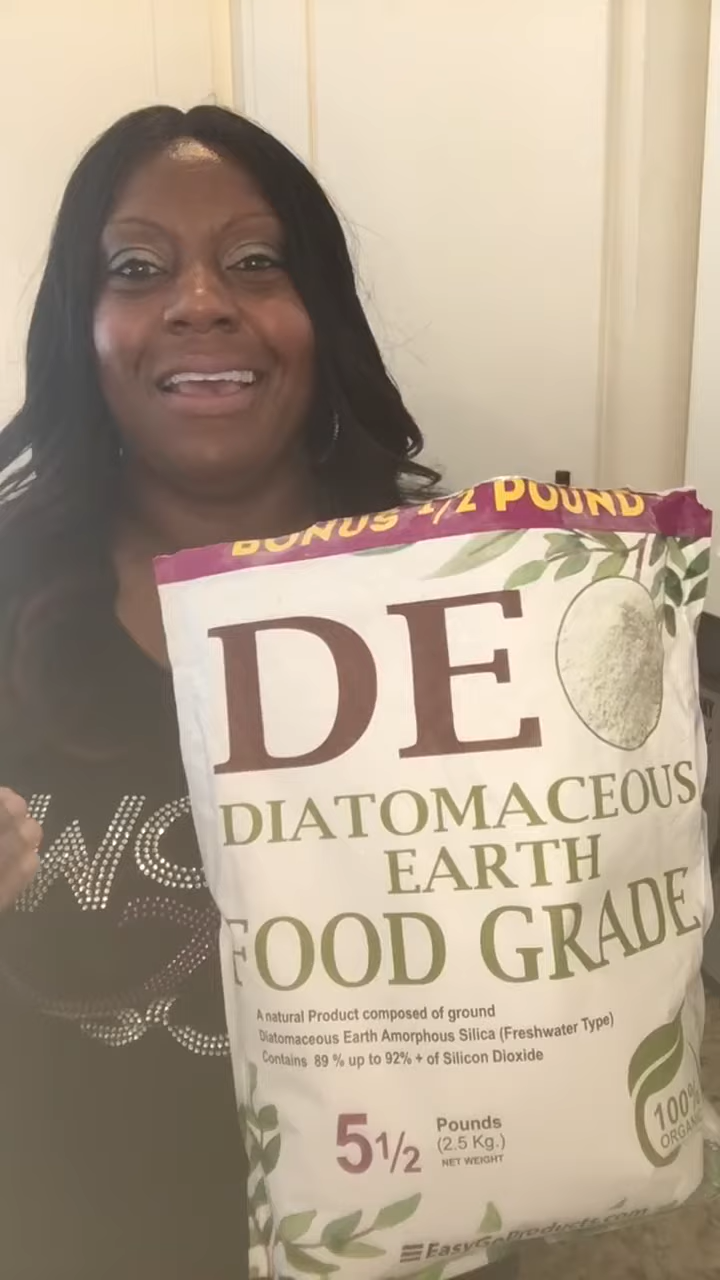 BONUS 1/2 POUND
DE
DIATOMACEOUS
EARTH
FOOD GRADE
A natural Product composed of ground
Diatomaceous Earth Amorphous Silica (Freshwater Type)
Contains 89 % up to 92% + of Silicon Dioxide
5 1/2 Pounds
(2.5 Kg.)
NET WEIGHT
100%
ORGANIC
EasyGoProducts.com